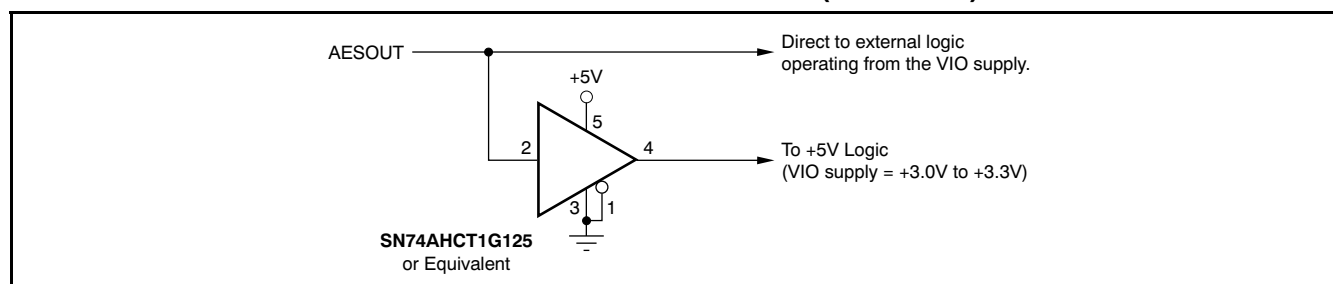 AESOUT
Direct to external logic
operating from the VIO supply.
+5V
5
2
4
To +5V Logic
(VIO supply = +3.0V to +3.3V)
3
1
SN74AHCT1G125
or Equivalent